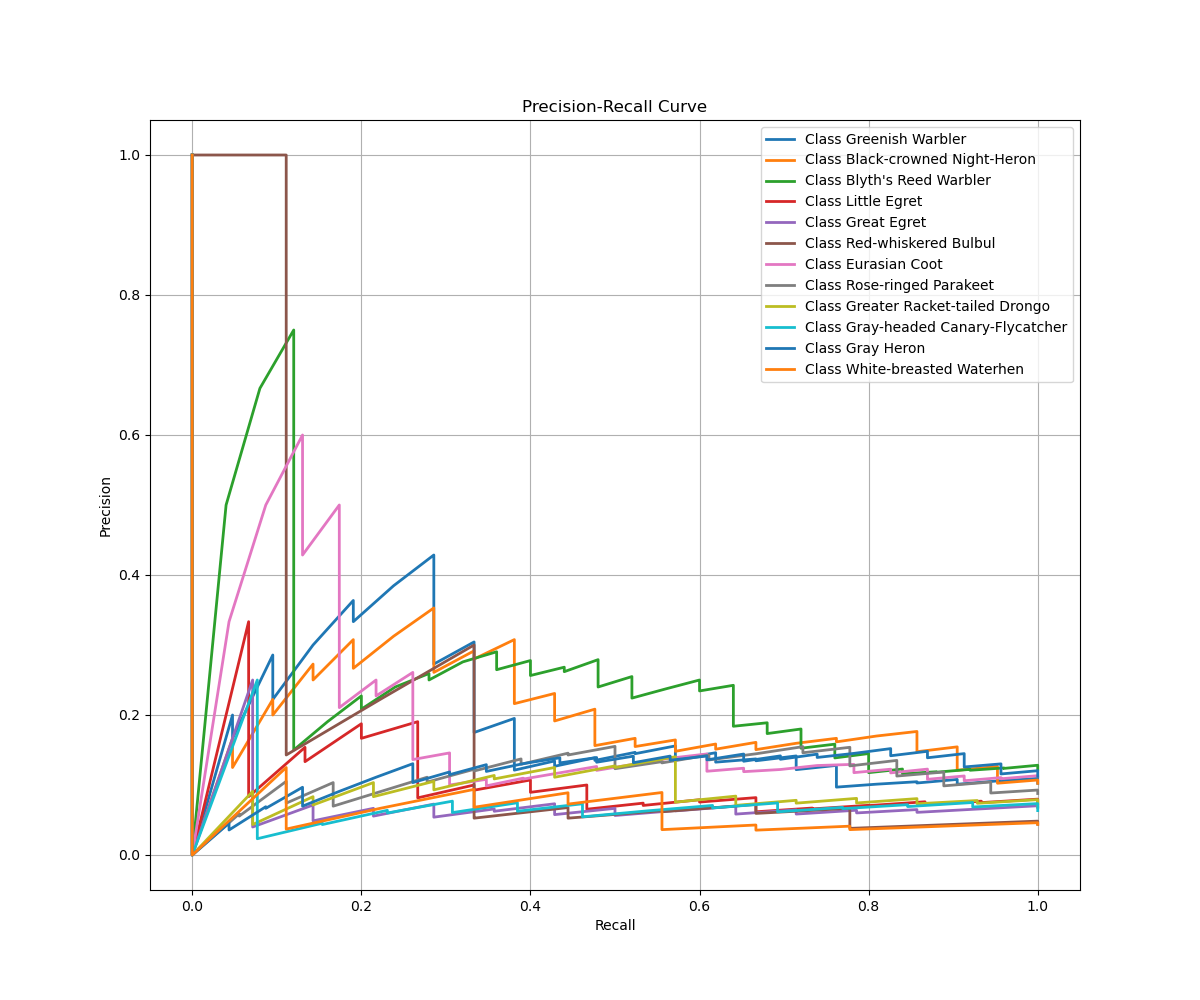 Precision-Recall Curve
Class Greenish Warbler
Class Black-crowned Night-Heron
Class Blyth's Reed Warbler
Class Little Egret
Class Great Egret
Class Red-whiskered Bulbul
Class Eurasian Coot
Class Rose-ringed Parakeet
Class Greater Racket-tailed Drongo
Class Gray-headed Canary-Flycatcher
Class Gray Heron
Class White-breasted Waterhen
1.0
0.8
0.6
0.4
0.2
0.0
Precision
0.0 0.2 0.4 0.6 0.8 1.0
Recall